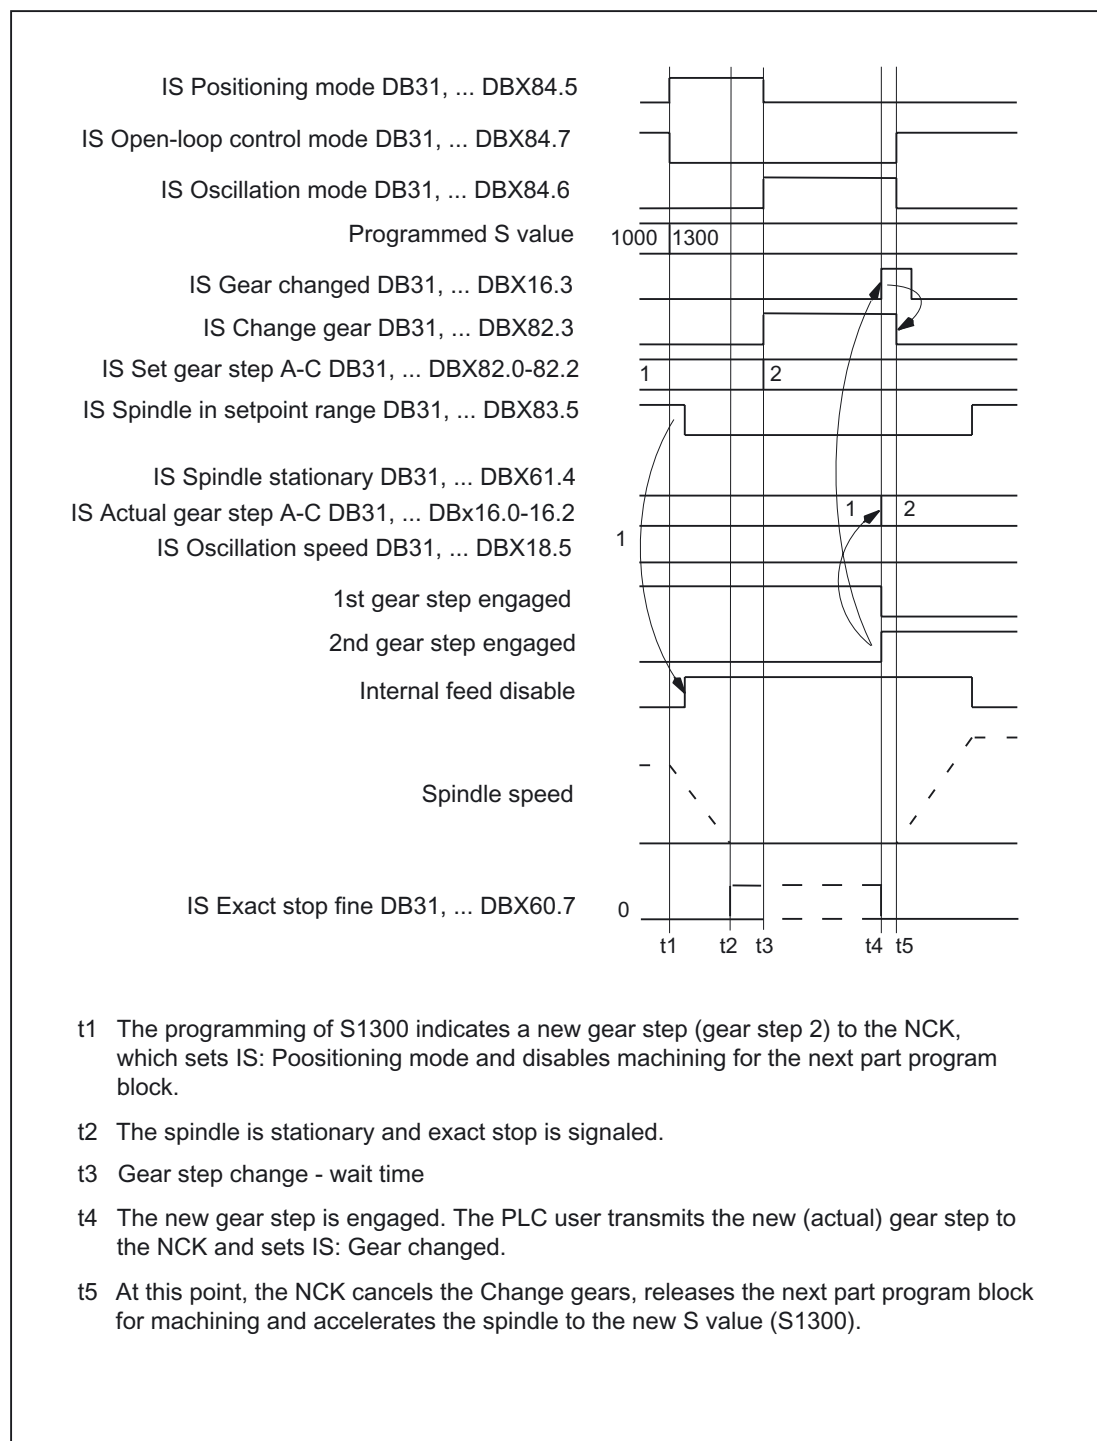 IS Positioning mode DB31, ... DBX84.5
IS Open-loop control mode DB31, ... DBX84.7
IS Oscillation mode DB31, ... DBX84.6
Programmed S value 1000 1300
IS Gear changed DB31, ... DBX16.3
IS Change gear DB31, ... DBX82.3
IS Set gear step A-C DB31, ... DBX82.0-82.2 1 2
IS Spindle in setpoint range DB31, ... DBX83.5
IS Spindle stationary DB31, ... DBX61.4
IS Actual gear step A-C DB31, ... DBx16.0-16.2 1 2
IS Oscillation speed DB31, ... DBX18.5 1
1st gear step engaged
2nd gear step engaged
Internal feed disable
Spindle speed
IS Exact stop fine DB31, ... DBX60.7 0
t1 t2 t3 t4 t5
t1 The programming of S1300 indicates a new gear step (gear step 2) to the NCK,
which sets IS: Poositioning mode and disables machining for the next part program
block.
t2 The spindle is stationary and exact stop is signaled.
t3 Gear step change - wait time
t4 The new gear step is engaged. The PLC user transmits the new (actual) gear step to
the NCK and sets IS: Gear changed.
t5 At this point, the NCK cancels the Change gears, releases the next part program block
for machining and accelerates the spindle to the new S value (S1300).